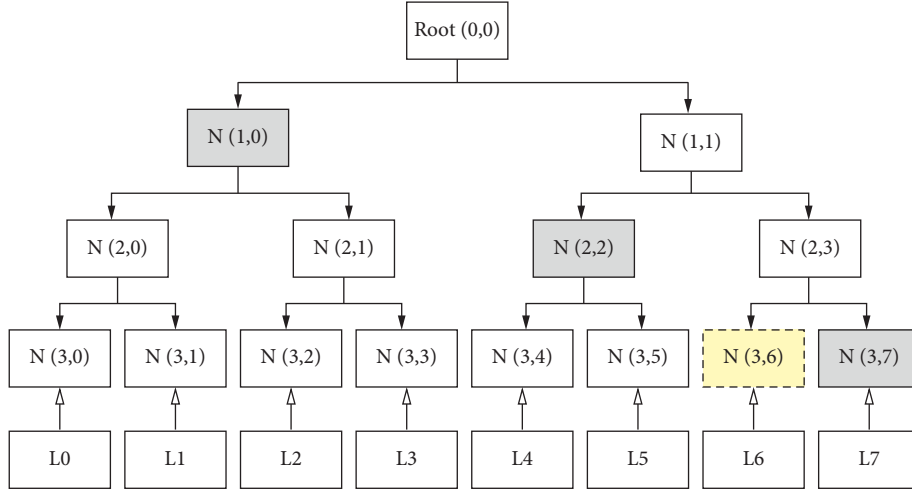 Root (0,0)
N (1,0)
N (1,1)
N (2,0)
N (2,1)
N (2,2)
N (2,3)
N (3,0)
N (3,1)
N (3,2)
N (3,3)
N (3,4)
N (3,5)
N (3,6)
N (3,7)
L0
L1
L2
L3
L4
L5
L6
L7